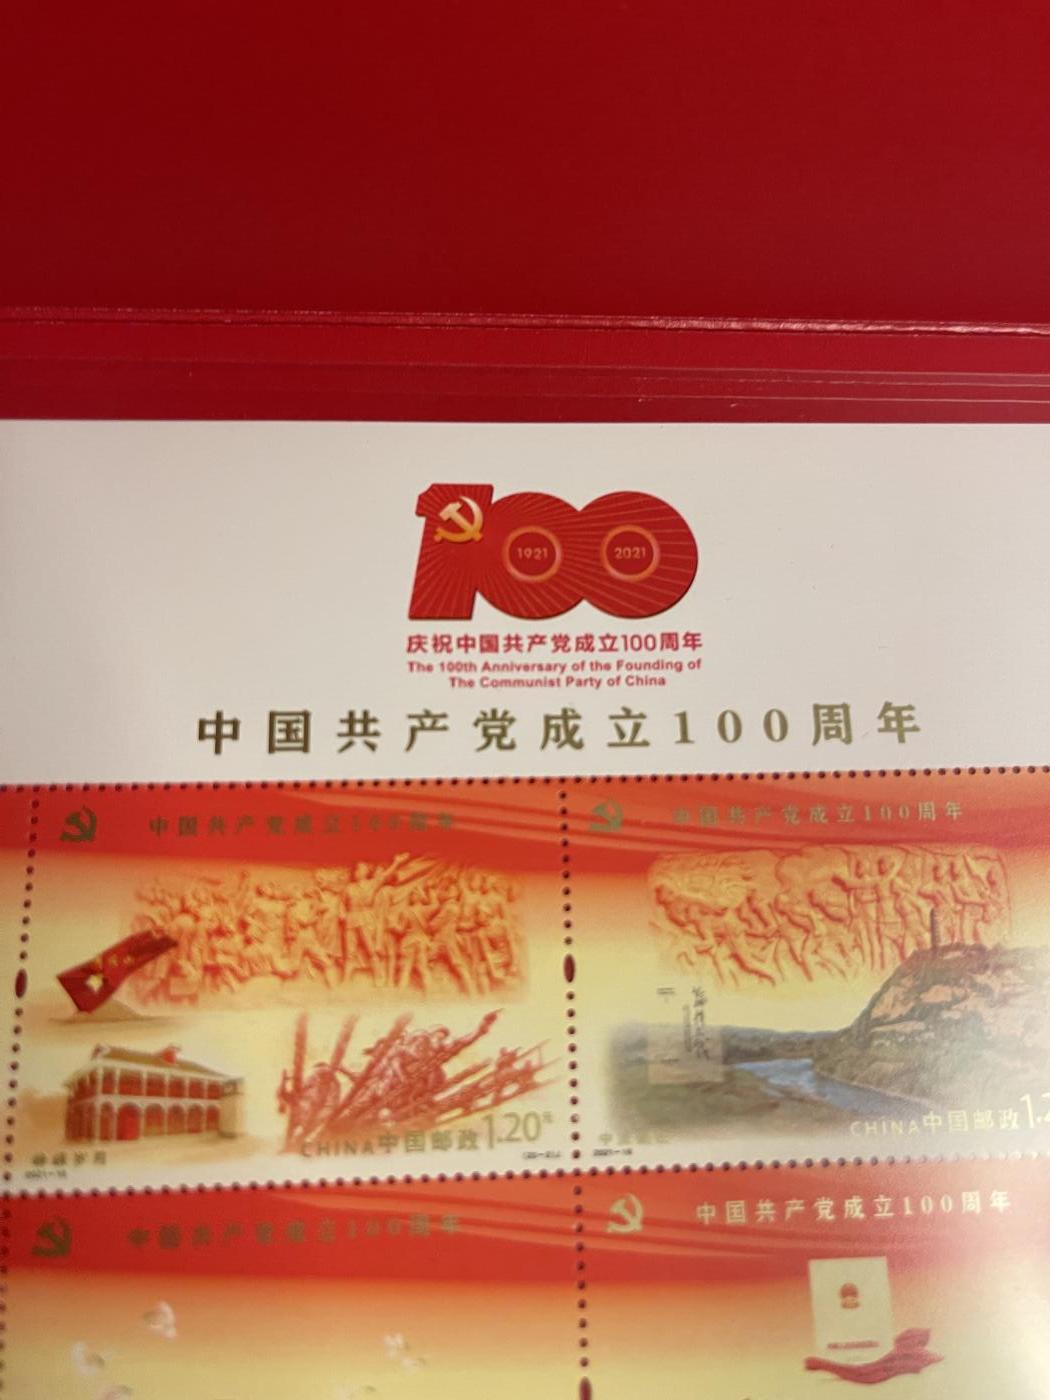 1921
2021
庆祝中国共产党成立100周年
The 100th Anniversary of the Founding of
The Communist Party of China
中国共产党成立100周年
中国共产党成立100周年
中国共产党成立100周年
CHINA中国邮政1.20元
CHINA中国邮政
峥嵘岁月
中国共产党成立100周年
中国共产党成立100周年